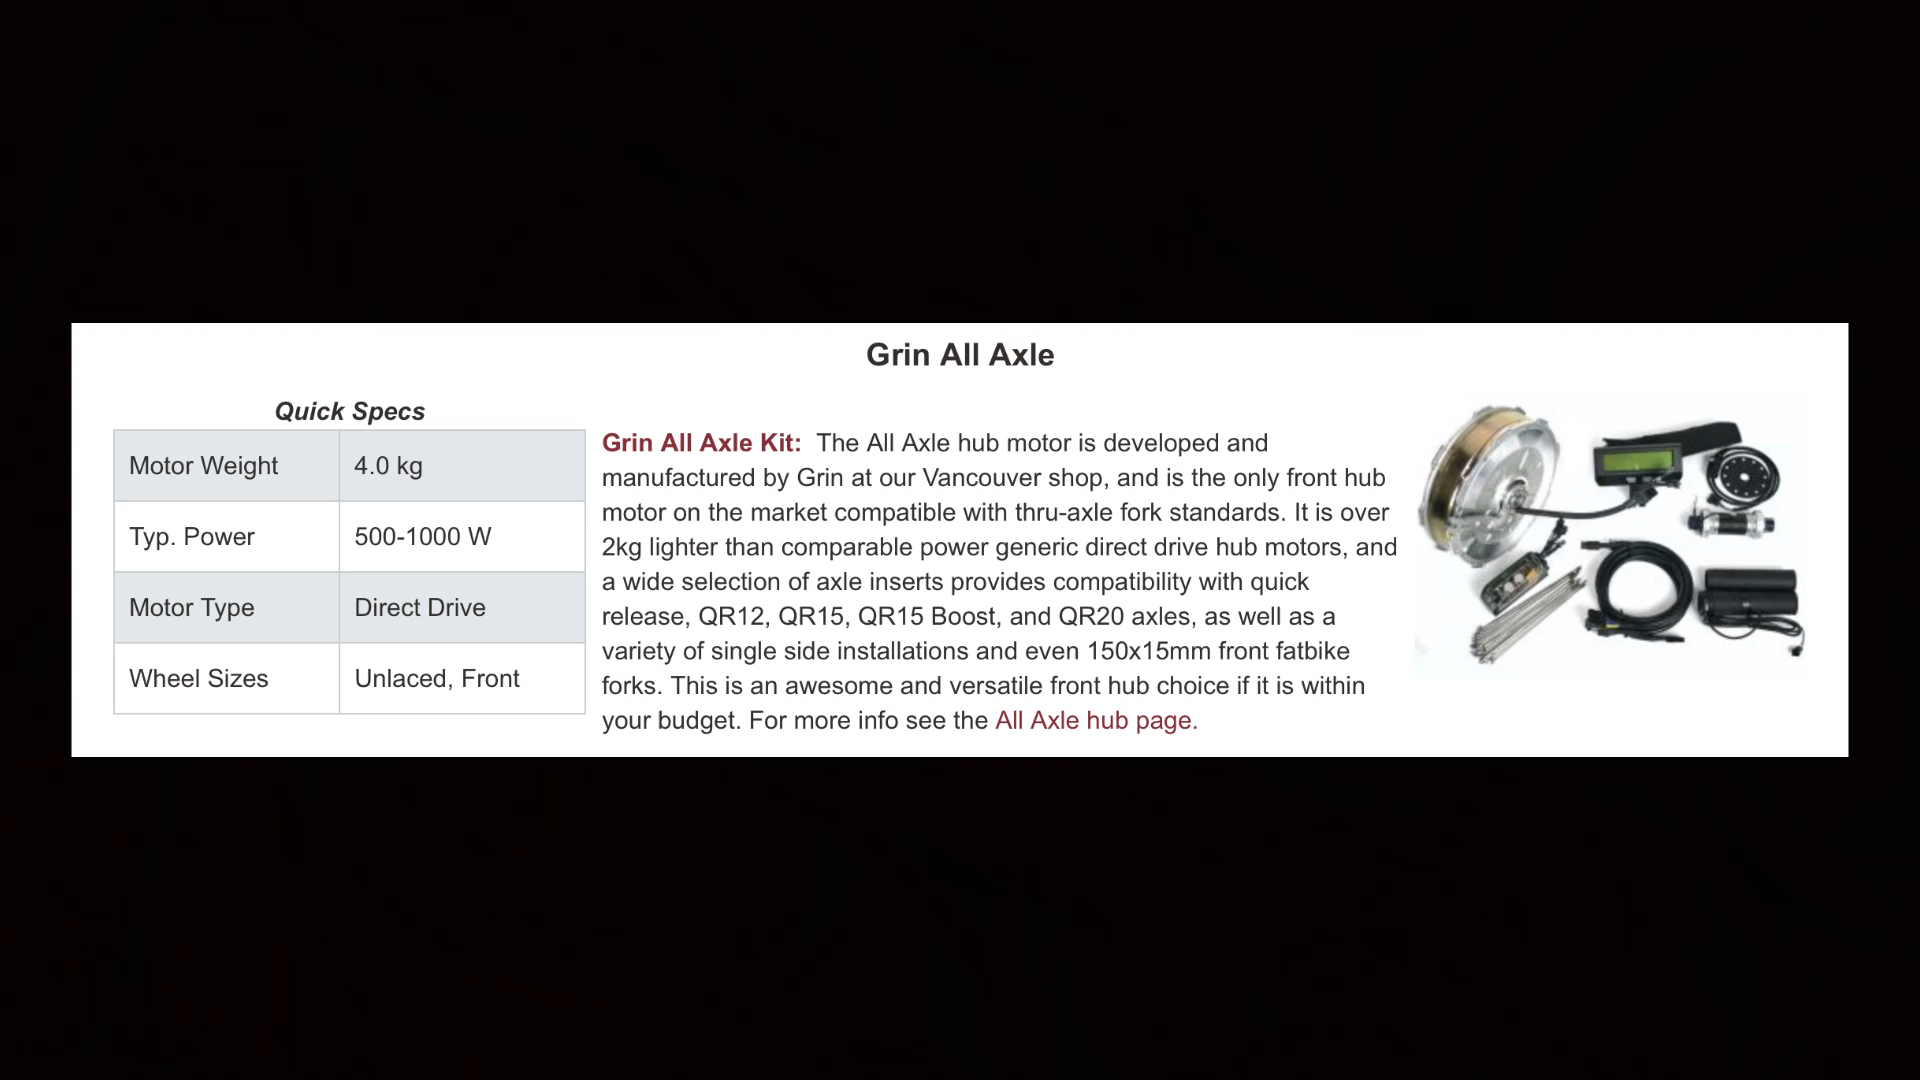 Grin All Axle
Quick Specs
Motor Weight 4.0 kg
Typ. Power 500-1000 W
Motor Type Direct Drive
Wheel Sizes Unlaced, Front
Grin All Axle Kit: The All Axle hub motor is developed and
manufactured by Grin at our Vancouver shop, and is the only front hub
motor on the market compatible with thru-axle fork standards. It is over
2kg lighter than comparable power generic direct drive hub motors, and
a wide selection of axle inserts provides compatibility with quick
release, QR12, QR15, QR15 Boost, and QR20 axles, as well as a
variety of single side installations and even 150x15mm front fatbike
forks. This is an awesome and versatile front hub choice if it is within
your budget. For more info see the All Axle hub page.